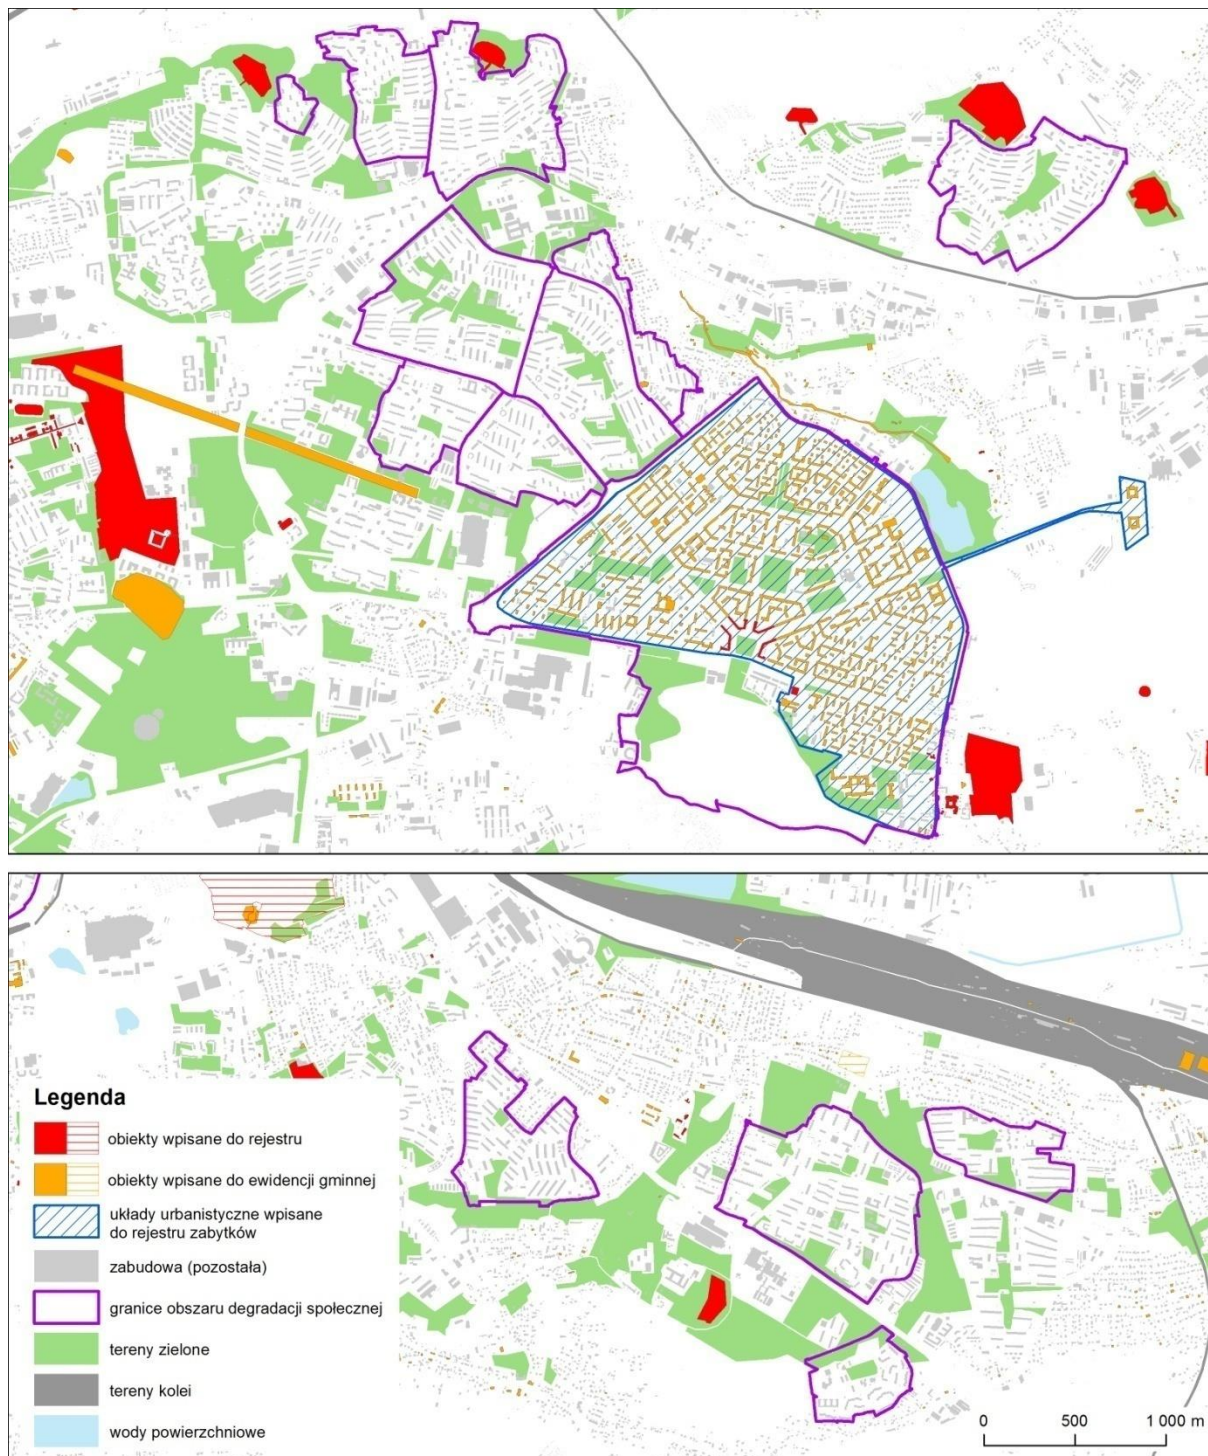 Legenda
obiekty wpisane do rejestru
obiekty wpisane do ewidencji gminnej
układy urbanistyczne wpisane
do rejestru zabytków
zabudowa (pozostała)
granice obszaru degradacji społecznej
tereny zielone
tereny kolei
wody powierzchniowe
0 500 1 000 m